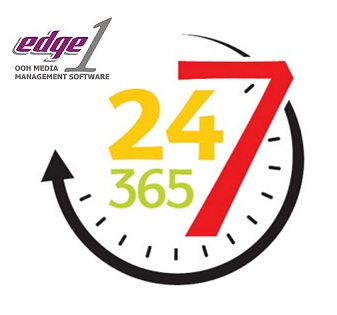 edge1
OOH MEDIA
MANAGEMENT SOFTWARE
24 7
365